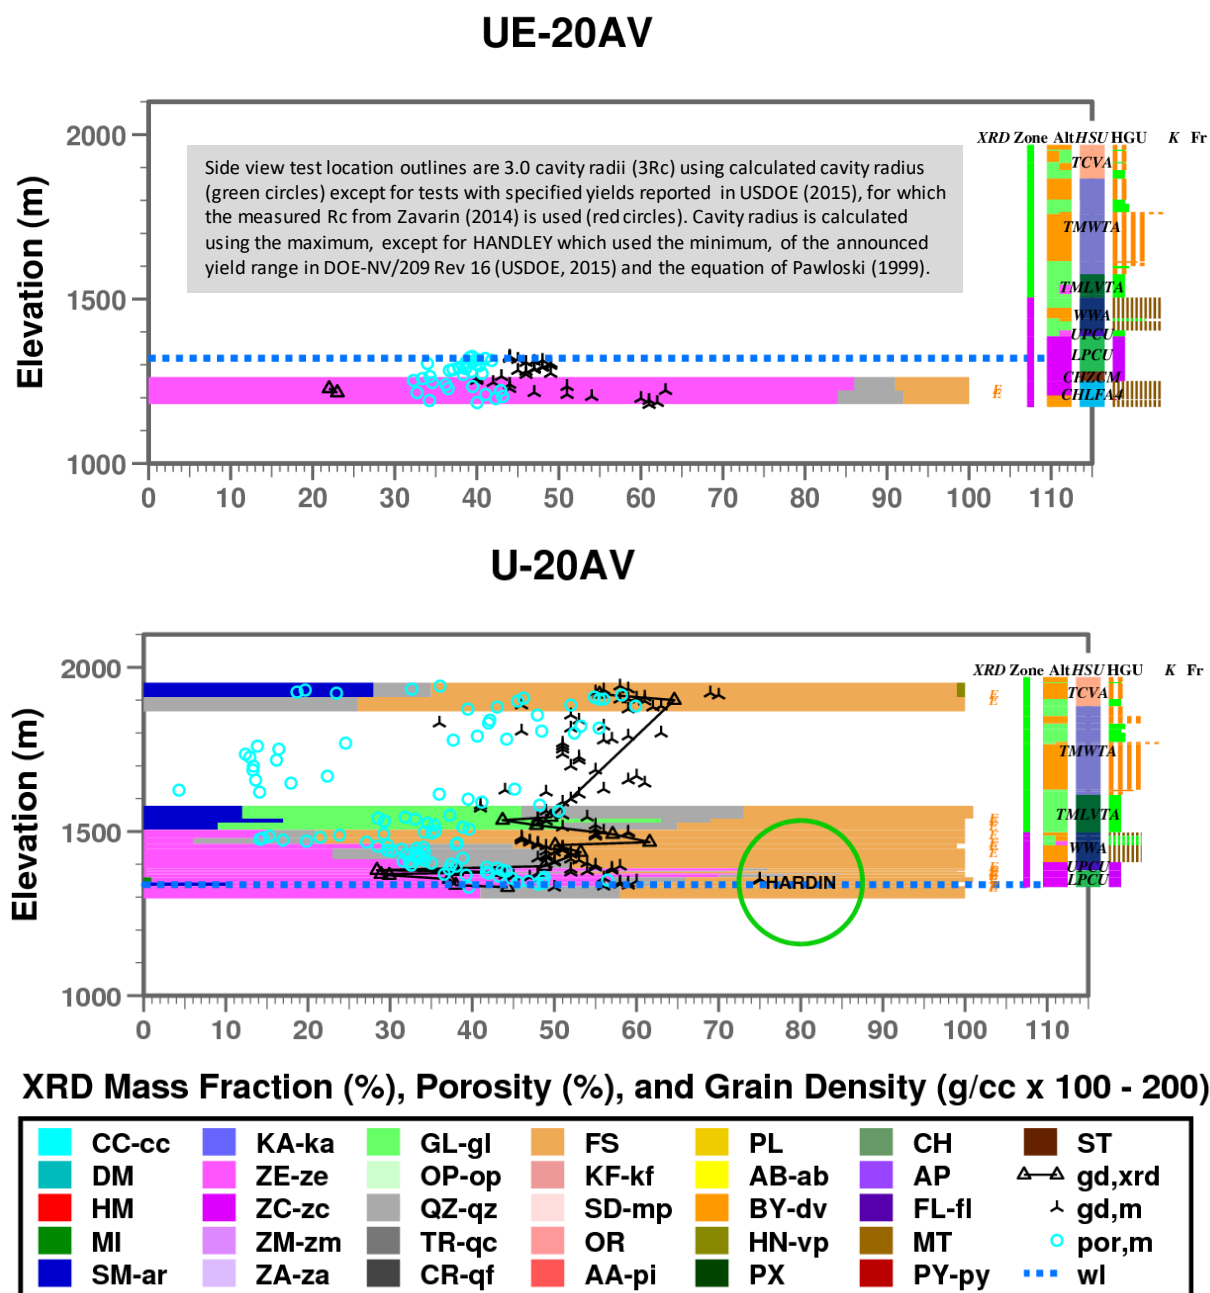 UE-20AV
XRD Zone Alt HSU HGU K Fr
2000
1500
1000
Elevation (m)
Side view test location outlines are 3.0 cavity radii (3Rc) using calculated cavity radius
(green circles) except for tests with specified yields reported in USDOE (2015), for which
the measured Rc from Zavarin (2014) is used (red circles). Cavity radius is calculated
using the maximum, except for HANDLEY which used the minimum, of the announced
yield range in DOE-NV/209 Rev 16 (USDOE, 2015) and the equation of Pawloski (1999).
TCVA
TMWTA
TMLVTA
WWA
UPCU
LPCU
CHZCM
CHLFA4
E
0 10 20 30 40 50 60 70 80 90 100 110
U-20AV
XRD Zone Alt HSU HGU K Fr
2000
1500
1000
Elevation (m)
TCVA
TMWTA
TMLVTA
WWA
UPCU
LPCU
E
E
HARDIN
0 10 20 30 40 50 60 70 80 90 100 110
XRD Mass Fraction (%), Porosity (%), and Grain Density (g/cc x 100 - 200)
CC-cc KA-ka GL-gl FS PL CH ST
DM ZE-ze OP-op KF-kf AB-ab AP gd,xrd
HM ZC-zc QZ-qz SD-mp BY-dv FL-fl gd,m
MI ZM-zm TR-qc OR HN-vp MT por,m
SM-ar ZA-za CR-qf AA-pi PX PY-py wl